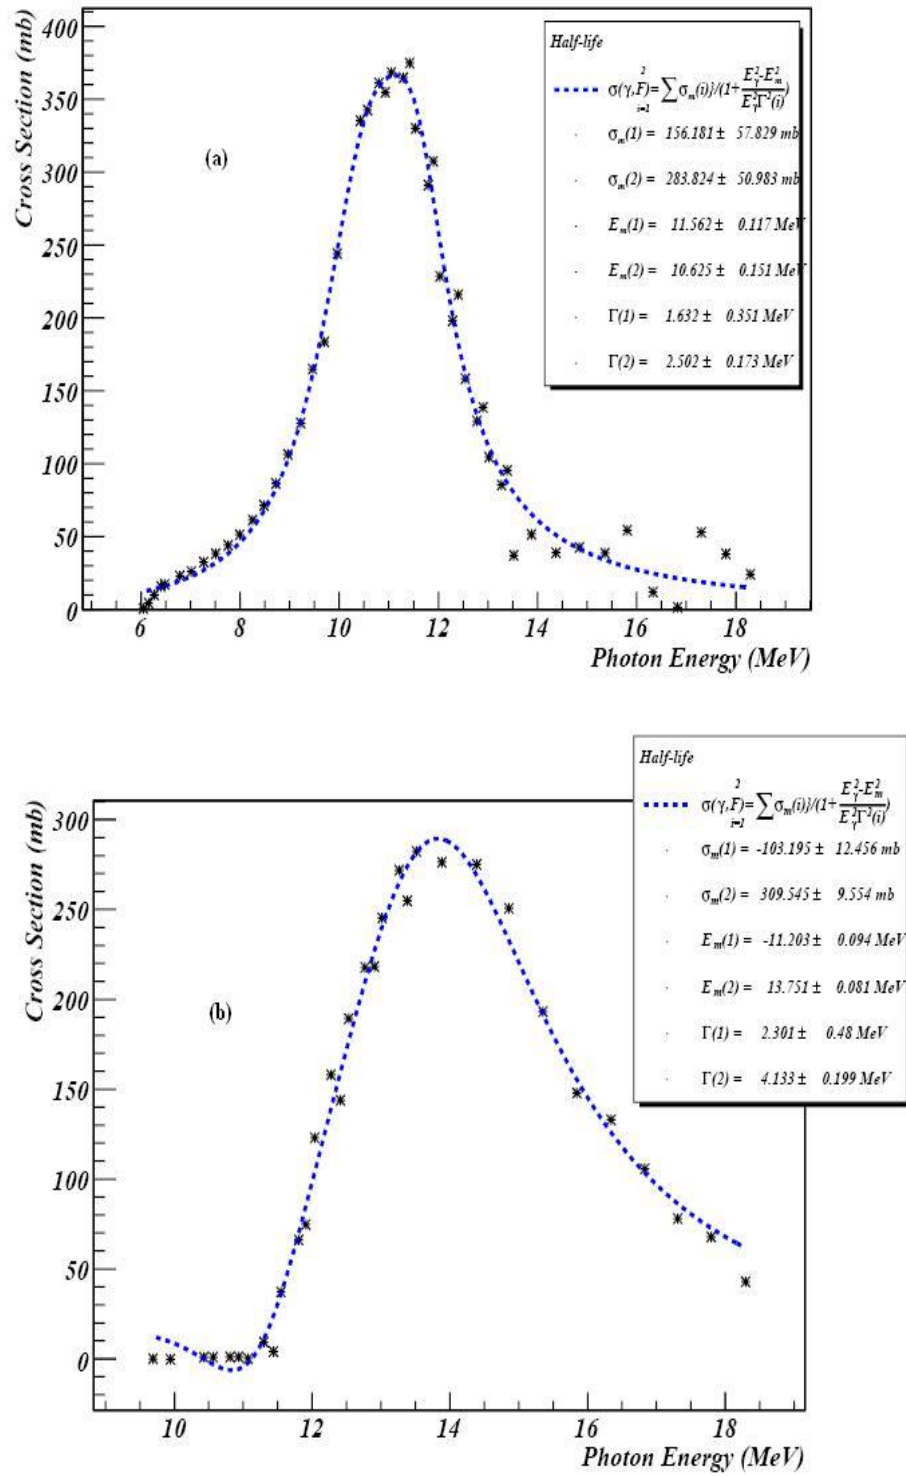 Cross Section (mb)
400
350
300
250
200
150
100
50
0
(a)
Half-life
σ(γ,F)=∑σm(i)}/(1+(E²γ-E²m)/(E²γΓ²(i)))
2
i=1
σm(1) = 156.181 ± 57.829 mb
σm(2) = 283.824 ± 50.983 mb
Em(1) = 11.562 ± 0.117 MeV
Em(2) = 10.625 ± 0.151 MeV
Γ(1) = 1.632 ± 0.351 MeV
Γ(2) = 2.502 ± 0.173 MeV
6 8 10 12 14 16 18
Photon Energy (MeV)
Cross Section (mb)
300
250
200
150
100
50
0
(b)
Half-life
σ(γ,F)=∑σm(i)}/(1+(E²γ-E²m)/(E²γΓ²(i)))
2
i=1
σm(1) = -103.195 ± 12.456 mb
σm(2) = 309.545 ± 9.554 mb
Em(1) = -11.203 ± 0.094 MeV
Em(2) = 13.751 ± 0.081 MeV
Γ(1) = 2.301 ± 0.48 MeV
Γ(2) = 4.133 ± 0.199 MeV
10 12 14 16 18
Photon Energy (MeV)